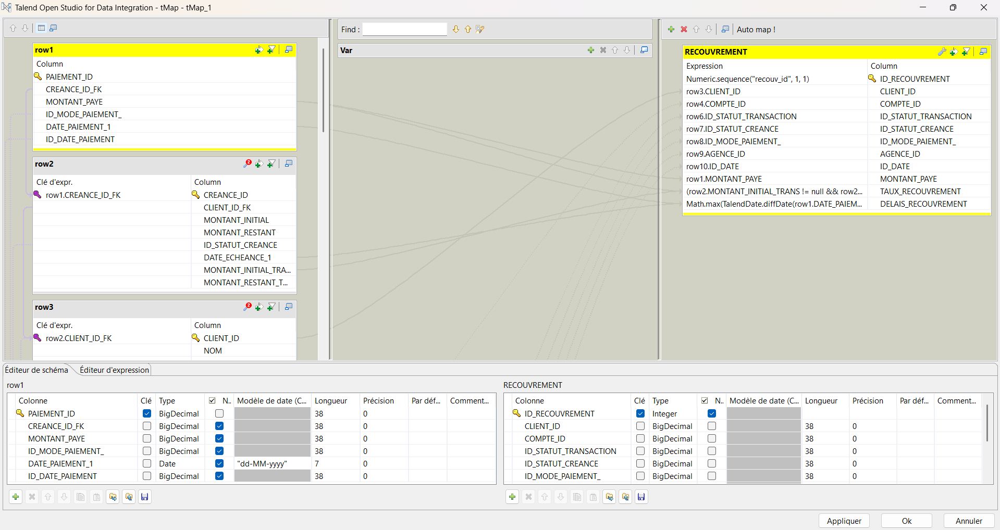 Talend Open Studio for Data Integration - tMap - tMap_1
row1
Column
PAIEMENT_ID
CREANCE_ID_FK
MONTANT_PAYE
ID_MODE_PAIEMENT_
DATE_PAIEMENT_1
ID_DATE_PAIEMENT
row2
2
Clé d'expr. Column
row1.CREANCE_ID_FK CREANCE_ID
CLIENT_ID_FK
MONTANT_INITIAL
MONTANT_RESTANT
ID_STATUT_CREANCE
DATE_ECHEANCE_1
MONTANT_INITIAL_TRA...
MONTANT_RESTANT_T...
row3
2
Clé d'expr. Column
row2.CLIENT_ID_FK CLIENT_ID
NOM
Find :
Var
Auto map !
RECOUVREMENT
Expression Column
Numeric.sequence("recouv_id", 1, 1) ID_RECOUVREMENT
row3.CLIENT_ID CLIENT_ID
row4.COMPTE_ID COMPTE_ID
row6.ID_STATUT_TRANSACTION ID_STATUT_TRANSACTION
row7.ID_STATUT_CREANCE ID_STATUT_CREANCE
row8.ID_MODE_PAIEMENT_ ID_MODE_PAIEMENT_
row9.AGENCE_ID AGENCE_ID
row10.ID_DATE ID_DATE
row1.MONTANT_PAYE MONTANT_PAYE
(row2.MONTANT_INITIAL_TRANS != null && row2... TAUX_RECOUVREMENT
Math.max(TalendDate.diffDate(row1.DATE_PAIEM... DELAIS_RECOUVREMENT
Éditeur de schéma Éditeur d'expression
row1
Colonne Clé Type N.. Modèle de date (C... Longueur Précision Par déf... Comment...
PAIEMENT_ID BigDecimal 38 0
CREANCE_ID_FK BigDecimal 38 0
MONTANT_PAYE BigDecimal 38 0
ID_MODE_PAIEMENT_ BigDecimal 38 0
DATE_PAIEMENT_1 Date "dd-MM-yyyy" 7 0
ID_DATE_PAIEMENT BigDecimal 38 0
RECOUVREMENT
Colonne Clé Type N.. Modèle de date (C... Longueur Précision Par déf... Comment...
ID_RECOUVREMENT Integer
CLIENT_ID BigDecimal 38 0
COMPTE_ID BigDecimal 38 0
ID_STATUT_TRANSACTION BigDecimal 38 0
ID_STATUT_CREANCE BigDecimal 38 0
ID_MODE_PAIEMENT_ BigDecimal 38 0
Appliquer Ok Annuler